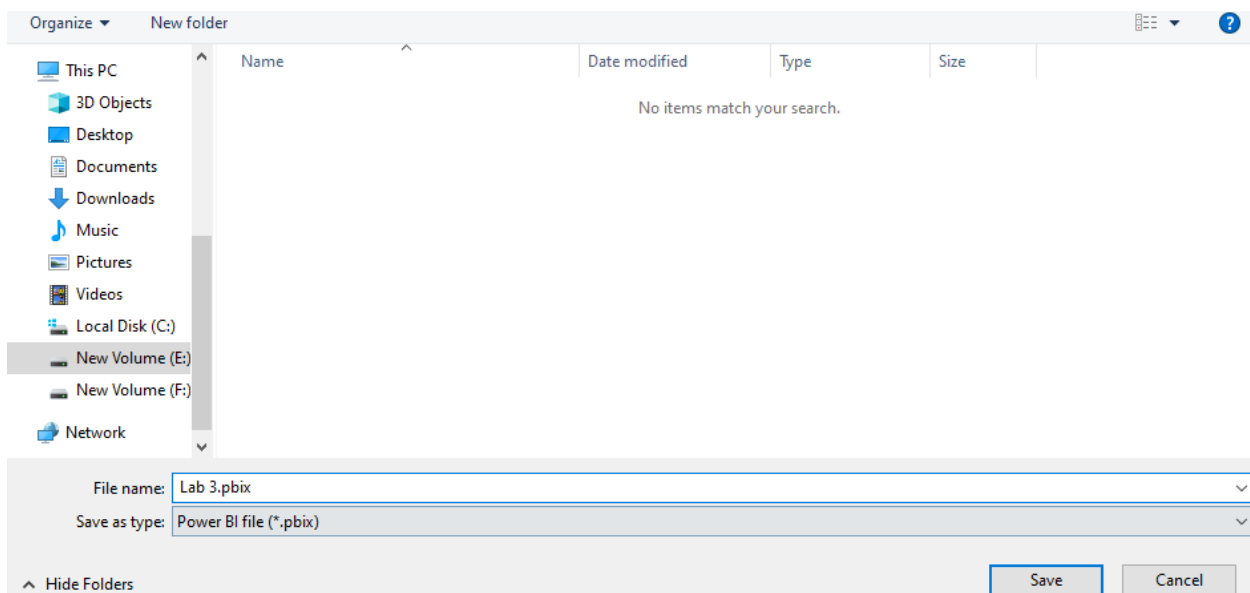 Organize New folder ?
Name Date modified Type Size
No items match your search.
This PC
3D Objects
Desktop
Documents
Downloads
Music
Pictures
Videos
Local Disk (C:)
New Volume (E:)
New Volume (F:)
Network
File name: Lab 3.pbix
Save as type: Power BI file (*.pbix)
Hide Folders Save Cancel